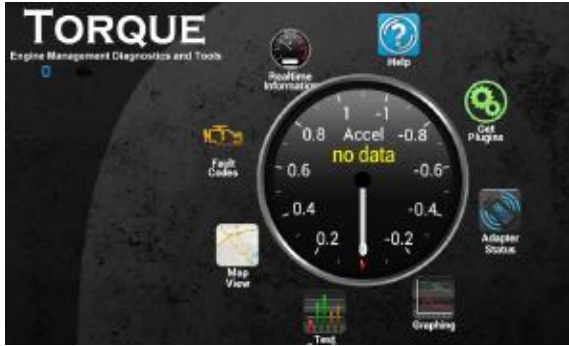 TORQUE
Engine Management Diagnostics and Tools
Realtime
Information
Help
Get
Plugins
Fault
Codes
Adapter
Status
Map
View
Graphing
Test
1 -1
0.8 Accel -0.8
no data
0.6 -0.6
0.4 -0.4
0.2 -0.2